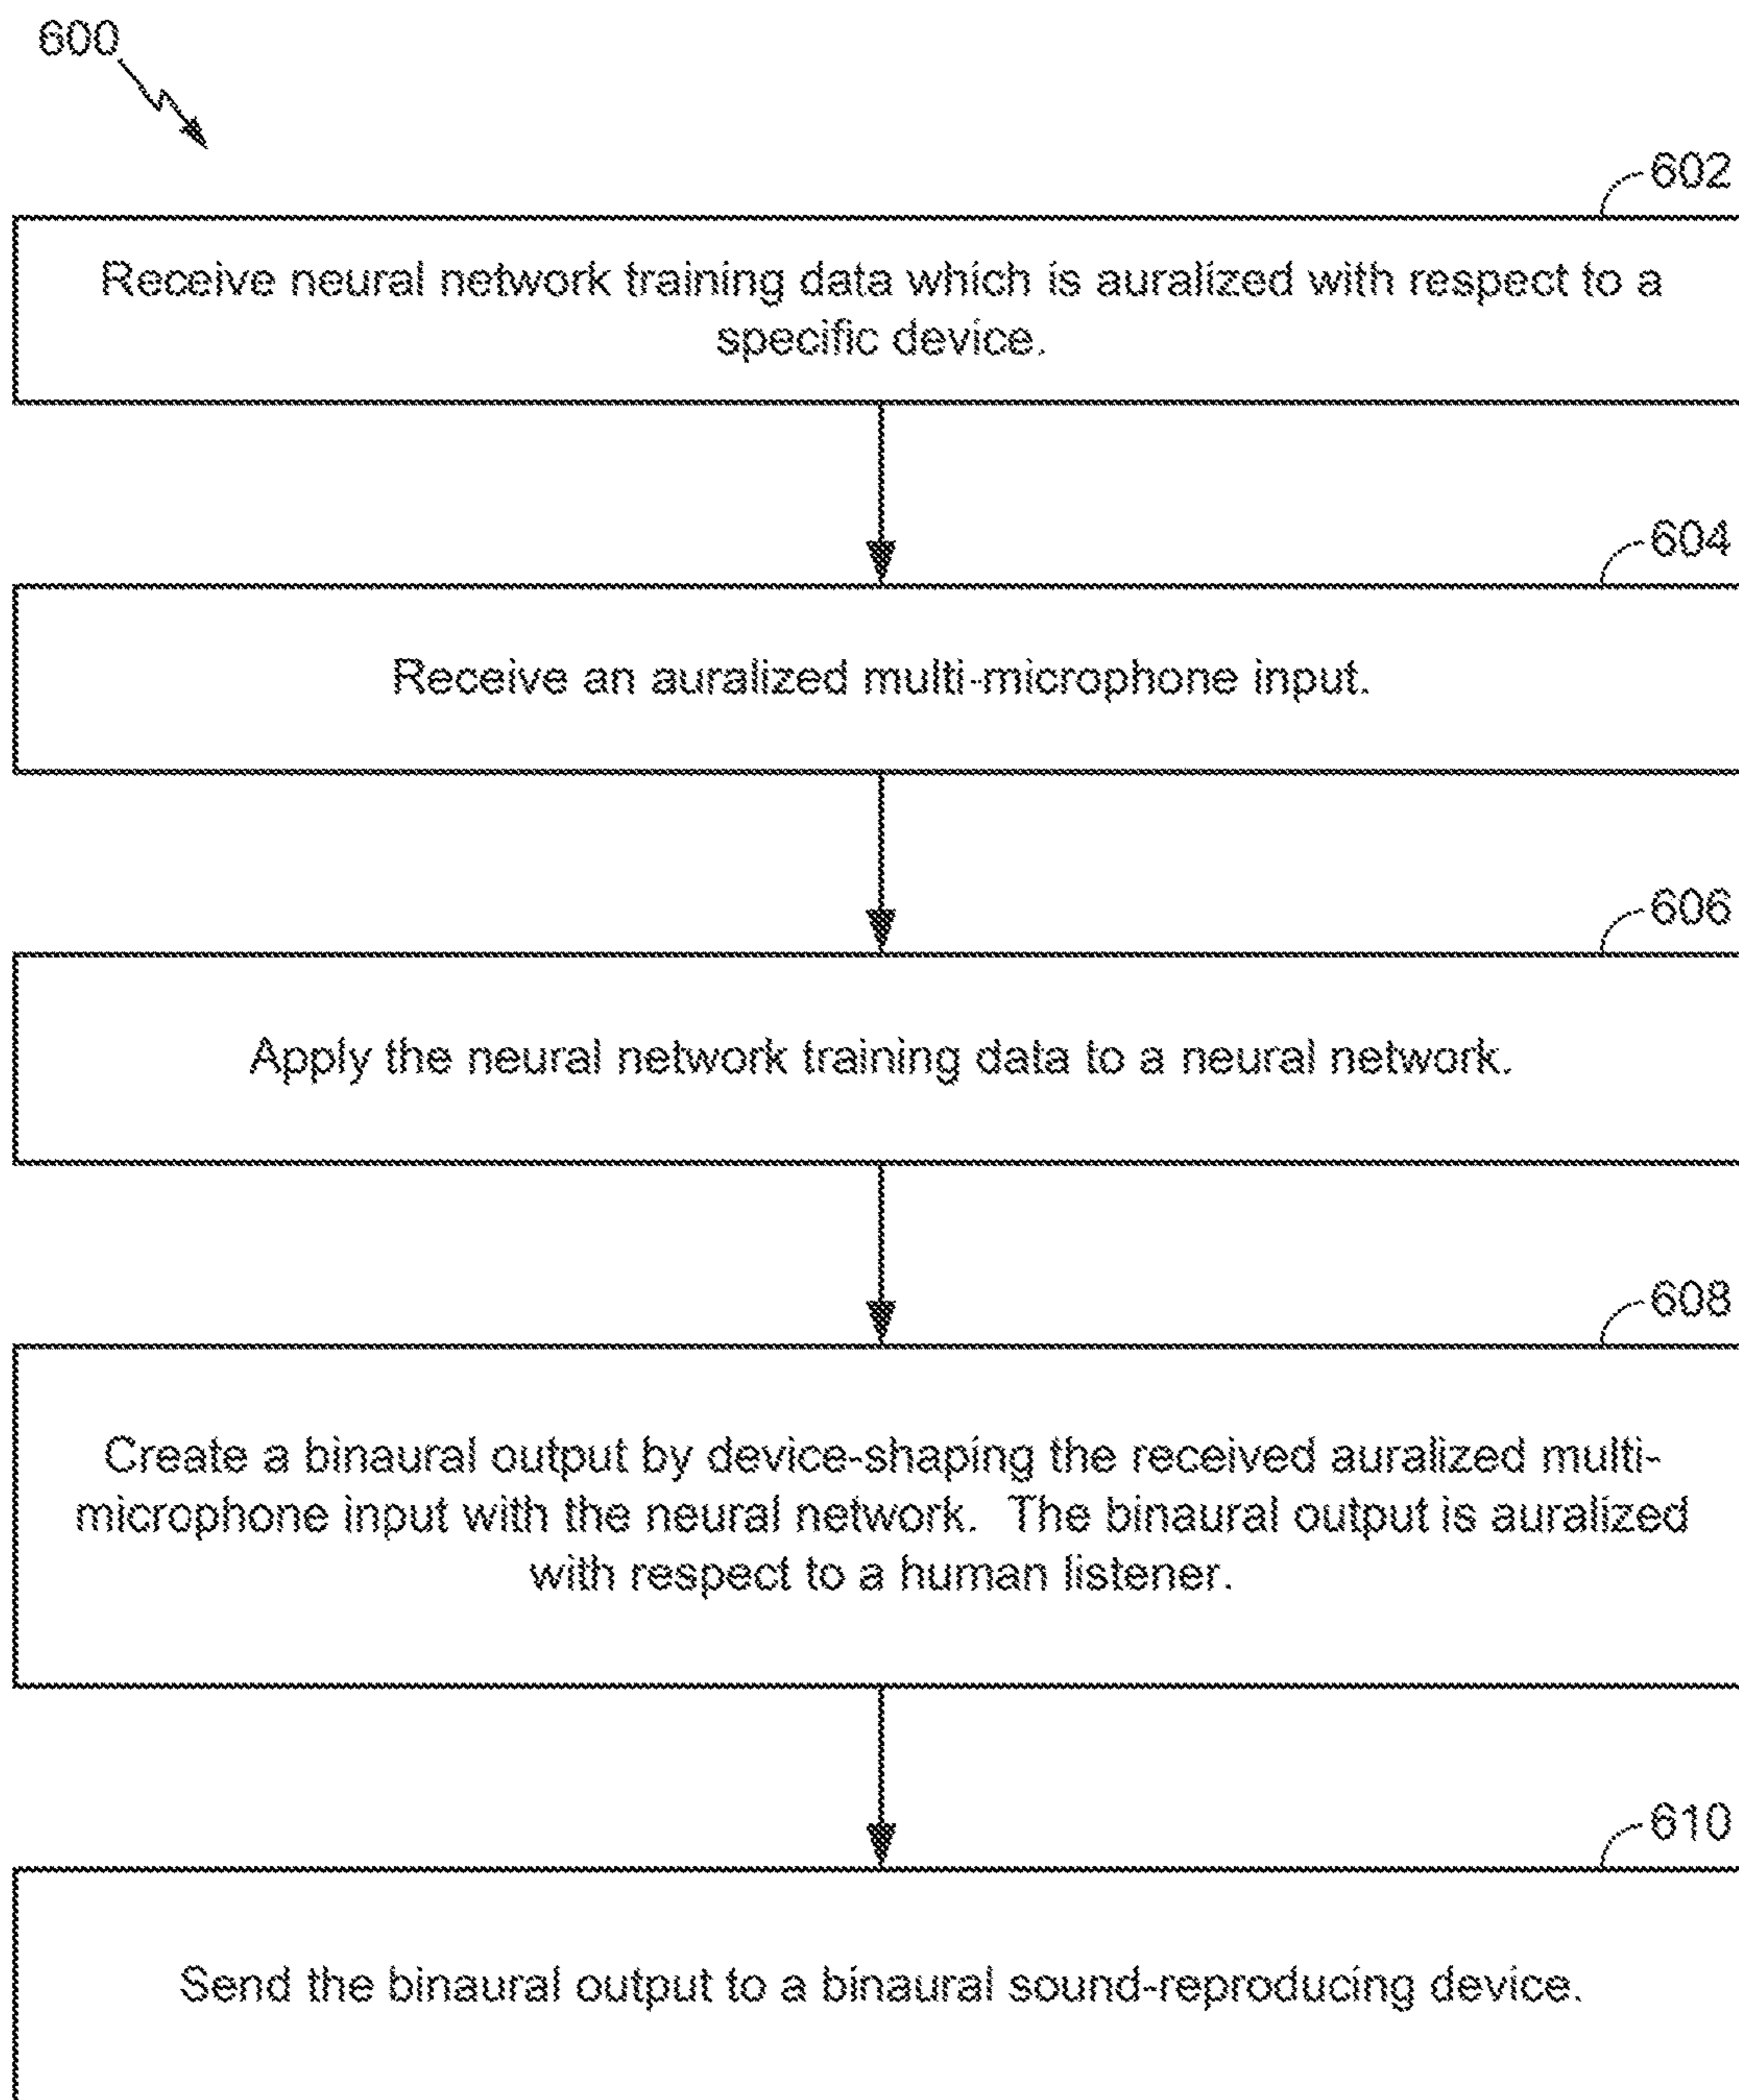 600
602
Receive neural network training data which is auralized with respect to a
specific device.
604
Receive an auralized multi-microphone input.
606
Apply the neural network training data to a neural network.
608
Create a binaural output by device-shaping the received auralized multi-
microphone input with the neural network.  The binaural output is auralized
with respect to a human listener.
610
Send the binaural output to a binaural sound-reproducing device.